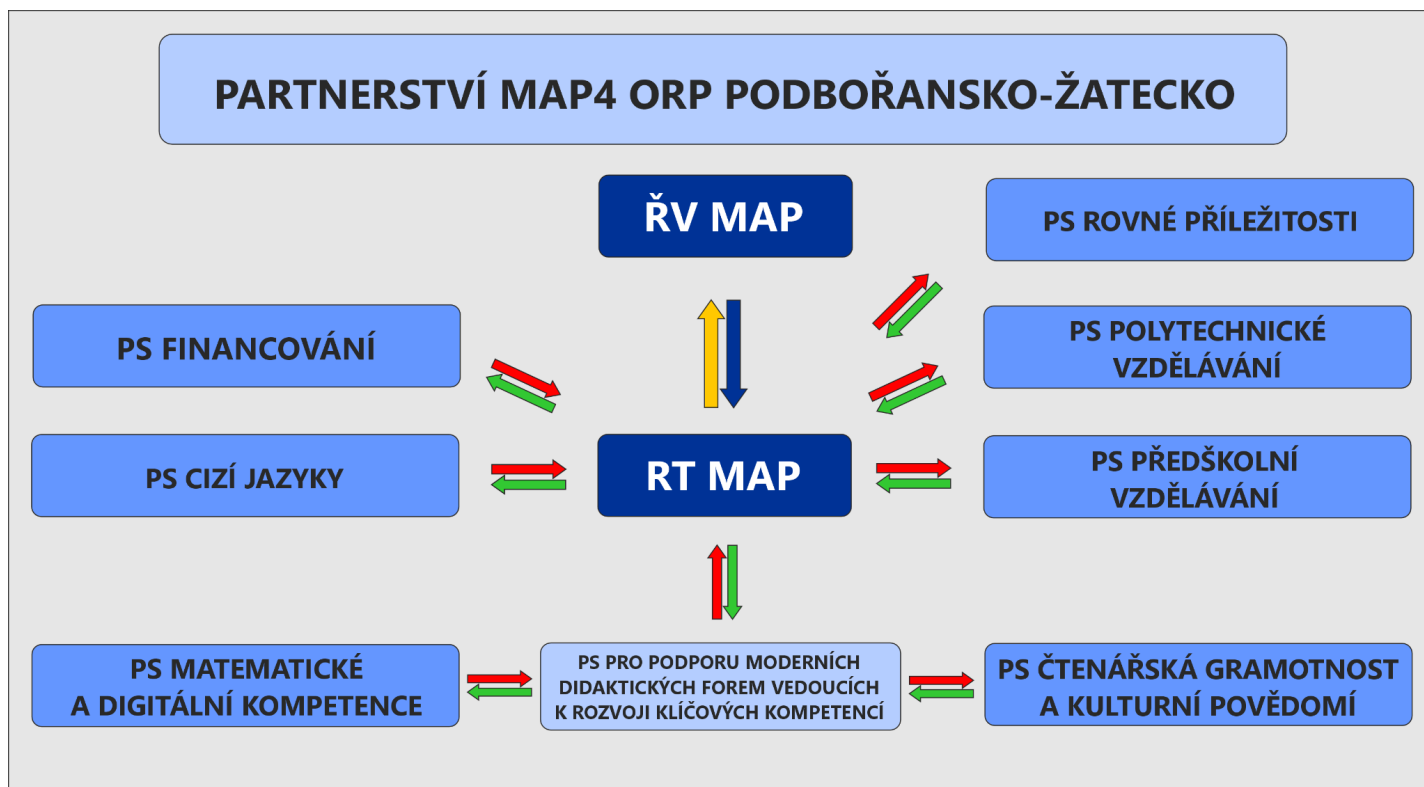 PARTNERSTVÍ MAP4 ORP PODBOŘANSKO-ŽATECKO
ŘV MAP
PS ROVNÉ PŘÍLEŽITOSTI
PS FINANCOVÁNÍ
PS POLYTECHNICKÉ
VZDĚLÁVÁNÍ
PS CIZÍ JAZYKY
RT MAP
PS PŘEDŠKOLNÍ
VZDĚLÁVÁNÍ
PS MATEMATICKÉ
A DIGITÁLNÍ KOMPETENCE
PS PRO PODPORU MODERNÍCH
DIDAKTICKÝCH FOREM VEDOUCÍCH
K ROZVOJI KLÍČOVÝCH KOMPETENCÍ
PS ČTENÁŘSKÁ GRAMOTNOST
A KULTURNÍ POVĚDOMÍ